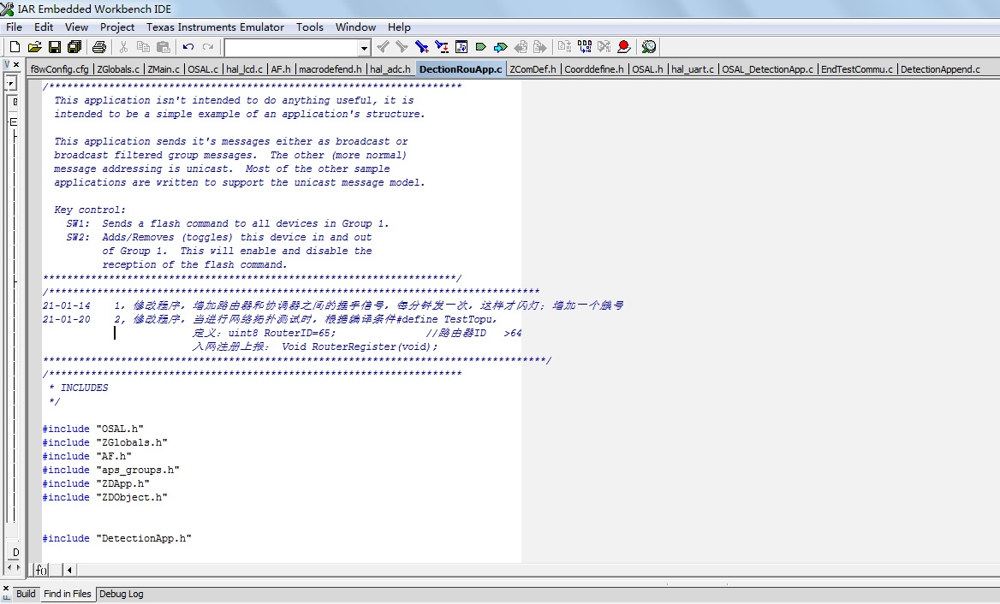 IAR Embedded Workbench IDE
File Edit View Project Texas Instruments Emulator Tools Window Help
V
f8wConfig.cfg ZGlobals.c ZMain.c OSAL.c hal_lcd.c AF.h macrodefend.h hal_adc.h DectionRouApp.c ZComDef.h Coorddefine.h OSAL.h hal_uart.c OSAL_DetectionApp.c EndTestCommu.c DetectionAppend.c
/*********************************************************************
This application isn't intended to do anything useful, it is
intended to be a simple example of an application's structure.
This application sends it's messages either as broadcast or
broadcast filtered group messages.  The other (more normal)
message addressing is unicast.  Most of the other sample
applications are written to support the unicast message model.
Key control:
SW1:  Sends a flash command to all devices in Group 1.
SW2:  Adds/Removes (toggles) this device in and out
of Group 1.  This will enable and disable the
reception of the flash command.
*********************************************************************/
/**********************************************************************************
21-01-14    1, 修改程序，增加路由器和协调器之间的握手信号，每分钟发一次，这样才闪灯；增加一个簇号
21-01-20    2, 修改程序，当进行网络拓扑测试时，根据编译条件#define TestTopu，
定义：uint8 RouterID=65;               //路由器ID   >64
入网注册上报： Void RouterRegister(void);
************************************************************************************/
/*********************************************************************
* INCLUDES
*/
#include "OSAL.h"
#include "ZGlobals.h"
#include "AF.h"
#include "aps_groups.h"
#include "ZDApp.h"
#include "ZDObject.h"
#include "DetectionApp.h"
D
f()
Build Find in Files Debug Log